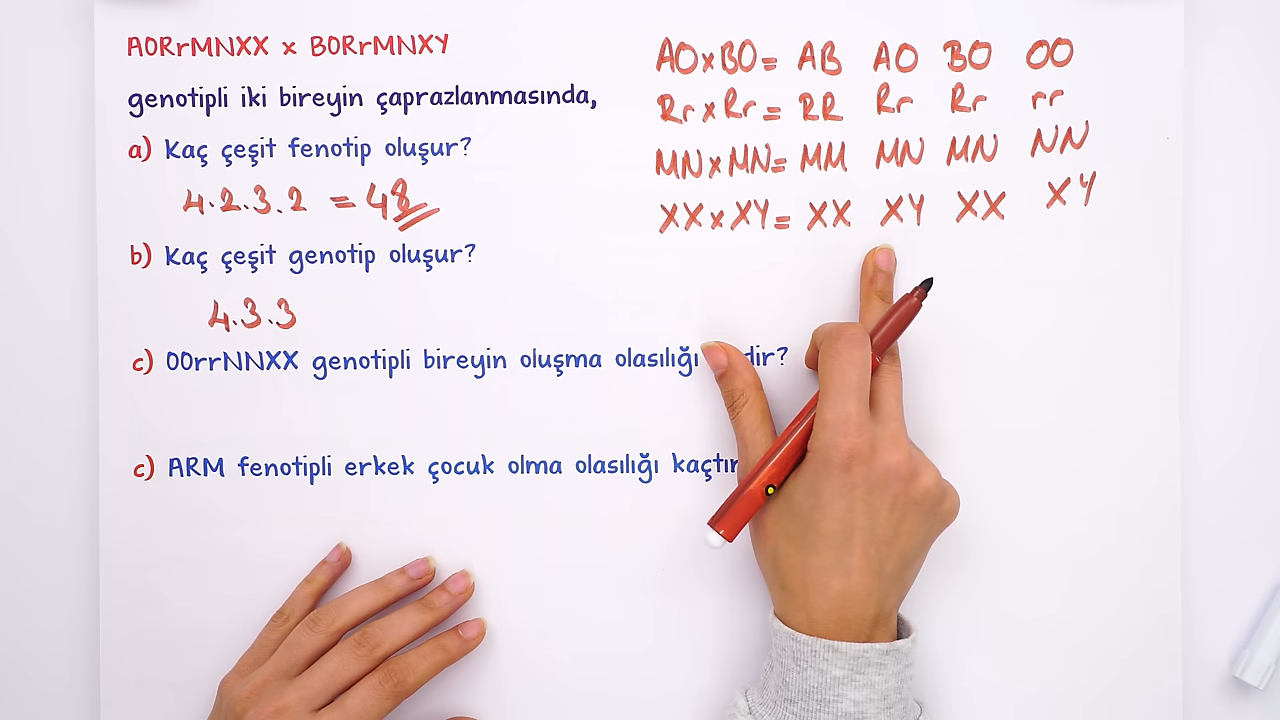 AORrMNXX x BORrMNXY
genotipli iki bireyin çaprazlanmasında,
a) Kaç çeşit fenotip oluşur?
4.2.3.2 = 48
b) Kaç çeşit genotip oluşur?
4.3.3
c) OOrrNNXX genotipli bireyin oluşma olasılığı dir?
c) ARM fenotipli erkek çocuk olma olasılığı kaçtır
AO x BO = AB AO BO OO
Rr x Rr = RR Rr Rr rr
MN x MN = MM MN MN NN
XX x XY = XX XY XX XY